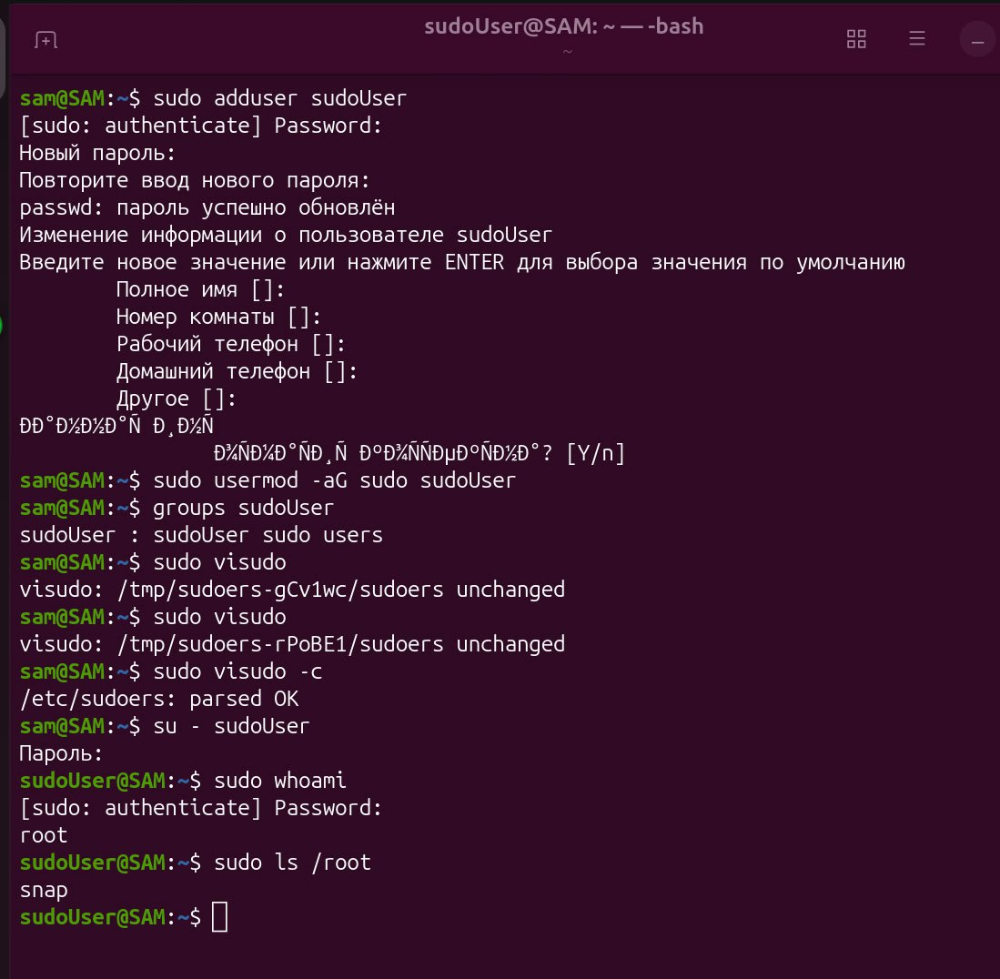 sudoUser@SAM: ~ — -bash
~
sam@SAM:~$ sudo adduser sudoUser
[sudo: authenticate] Password:
Новый пароль:
Повторите ввод нового пароля:
passwd: пароль успешно обновлён
Изменение информации о пользователе sudoUser
Введите новое значение или нажмите ENTER для выбора значения по умолчанию
Полное имя []:
Номер комнаты []:
Рабочий телефон []:
Домашний телефон []:
Другое []:
ÐÐ°Ð½Ð½Ð°Ñ Ð¸Ð½Ñ
Ð¾ÑÐ¼Ð°ÑÐ¸Ñ ÐºÐ¾ÑÑÐµÐºÑÐ½Ð°? [Y/n]
sam@SAM:~$ sudo usermod -aG sudo sudoUser
sam@SAM:~$ groups sudoUser
sudoUser : sudoUser sudo users
sam@SAM:~$ sudo visudo
visudo: /tmp/sudoers-gCv1wc/sudoers unchanged
sam@SAM:~$ sudo visudo
visudo: /tmp/sudoers-rPoBE1/sudoers unchanged
sam@SAM:~$ sudo visudo -c
/etc/sudoers: parsed OK
sam@SAM:~$ su - sudoUser
Пароль:
sudoUser@SAM:~$ sudo whoami
[sudo: authenticate] Password:
root
sudoUser@SAM:~$ sudo ls /root
snap
sudoUser@SAM:~$